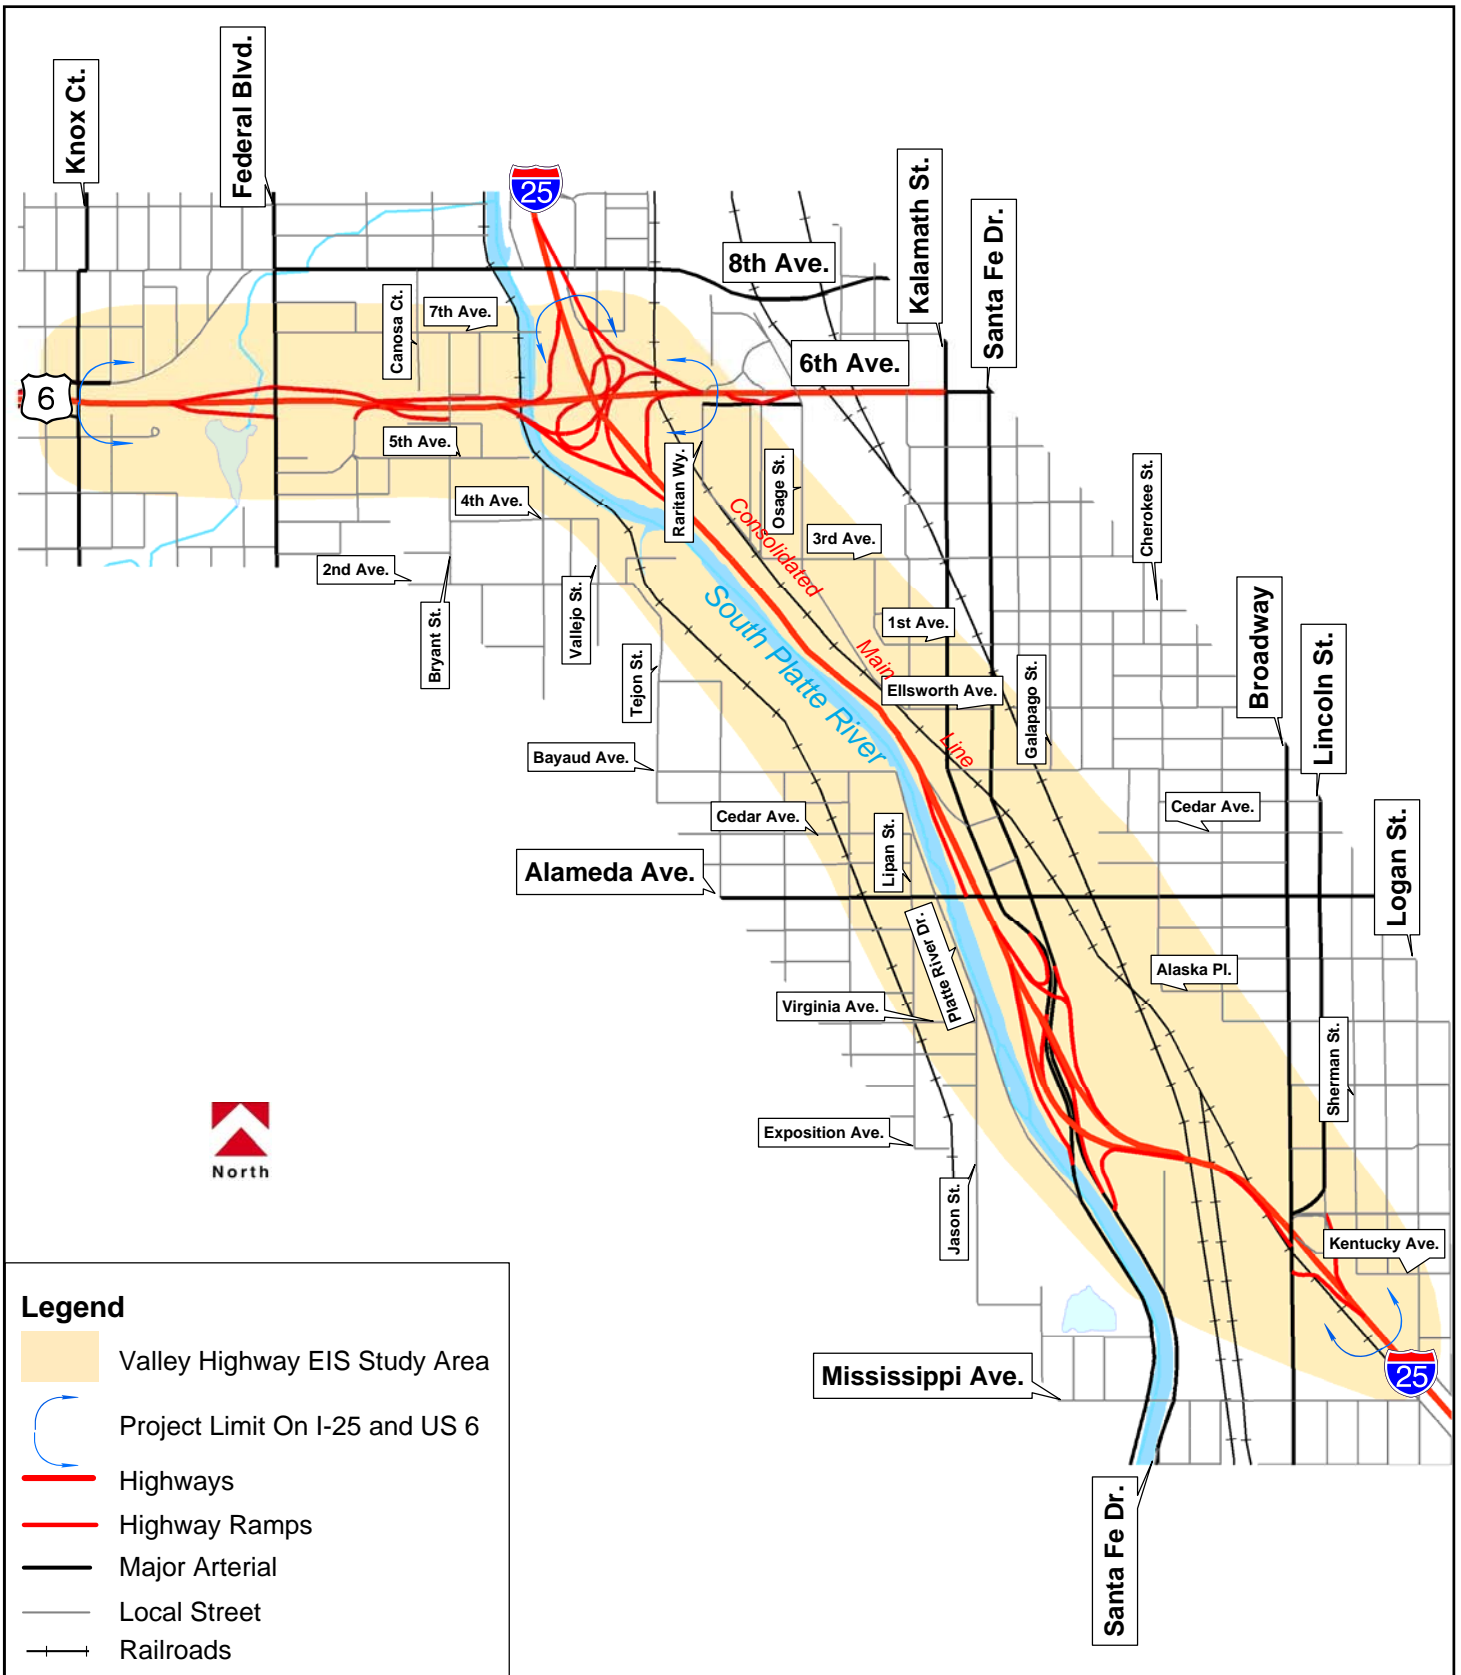 Knox Ct.
Federal Blvd.
25
8th Ave.
Kalamath St.
Santa Fe Dr.
Canosa Ct.
7th Ave.
6th Ave.
6
5th Ave.
4th Ave.
Raritan Wy.
Osage St.
Consolidated
Main
Line
3rd Ave.
Cherokee St.
2nd Ave.
Bryant St.
Vallejo St.
Tejon St.
South Platte River
1st Ave.
Ellsworth Ave.
Galapago St.
Broadway
Lincoln St.
Bayaud Ave.
Cedar Ave.
Cedar Ave.
Lipan St.
Alameda Ave.
Logan St.
Platte River Dr.
Alaska Pl.
Virginia Ave.
Sherman St.
Exposition Ave.
Jason St.
Kentucky Ave.
North
Mississippi Ave.
25
Santa Fe Dr.
Legend
Valley Highway EIS Study Area
Project Limit On I-25 and US 6
Highways
Highway Ramps
Major Arterial
Local Street
Railroads